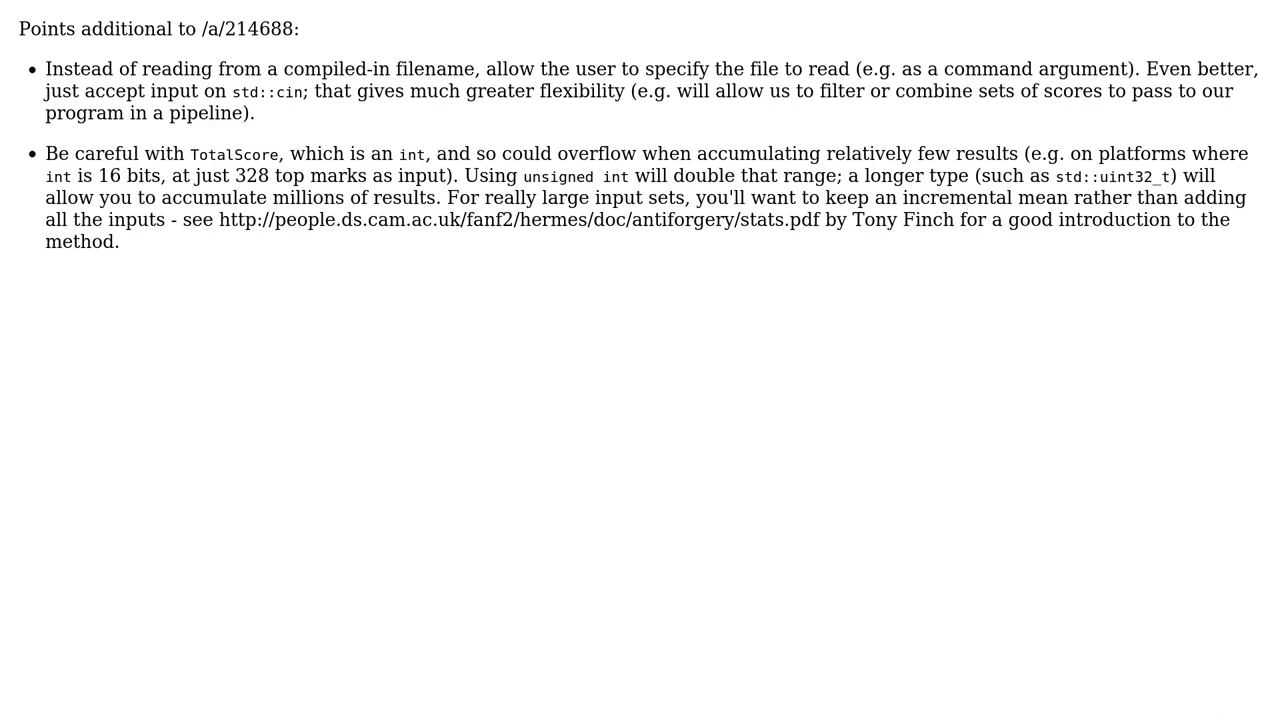 Points additional to /a/214688:
• Instead of reading from a compiled-in filename, allow the user to specify the file to read (e.g. as a command argument). Even better,
just accept input on std::cin; that gives much greater flexibility (e.g. will allow us to filter or combine sets of scores to pass to our
program in a pipeline).
• Be careful with TotalScore, which is an int, and so could overflow when accumulating relatively few results (e.g. on platforms where
int is 16 bits, at just 328 top marks as input). Using unsigned int will double that range; a longer type (such as std::uint32_t) will
allow you to accumulate millions of results. For really large input sets, you'll want to keep an incremental mean rather than adding
all the inputs - see http://people.ds.cam.ac.uk/fanf2/hermes/doc/antiforgery/stats.pdf by Tony Finch for a good introduction to the
method.